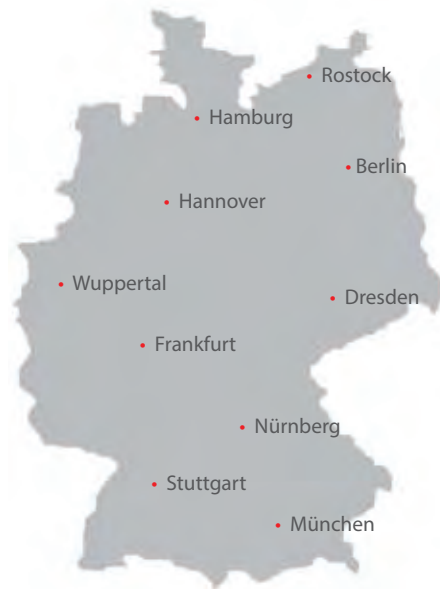 Rostock
Hamburg
Berlin
Hannover
Wuppertal
Dresden
Frankfurt
Nürnberg
Stuttgart
München